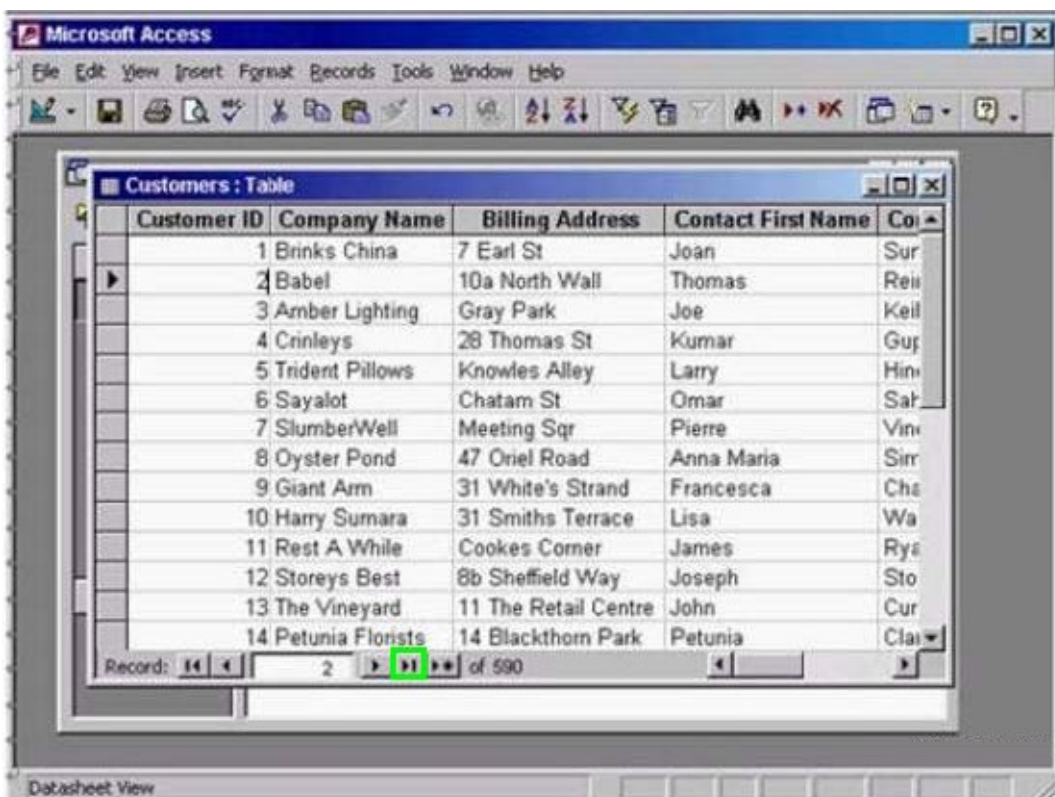 Microsoft Access
File Edit View Insert Format Records Tools Window Help
Customers : Table
Customer ID Company Name Billing Address Contact First Name Co
1 Brinks China 7 Earl St Joan Sur
2 Babel 10a North Wall Thomas Rei
3 Amber Lighting Gray Park Joe Keil
4 Crinleys 28 Thomas St Kumar Gup
5 Trident Pillows Knowles Alley Larry Hin
6 Sayalot Chatam St Omar Sah
7 SlumberWell Meeting Sqr Pierre Vin
8 Oyster Pond 47 Oriel Road Anna Maria Sim
9 Giant Arm 31 White's Strand Francesca Cha
10 Harry Sumara 31 Smiths Terrace Lisa Wa
11 Rest A While Cookes Corner James Rya
12 Storeys Best 8b Sheffield Way Joseph Sto
13 The Vineyard 11 The Retail Centre John Cur
14 Petunia Florists 14 Blackthorn Park Petunia Cla
Record: 2 of 590
Datasheet View